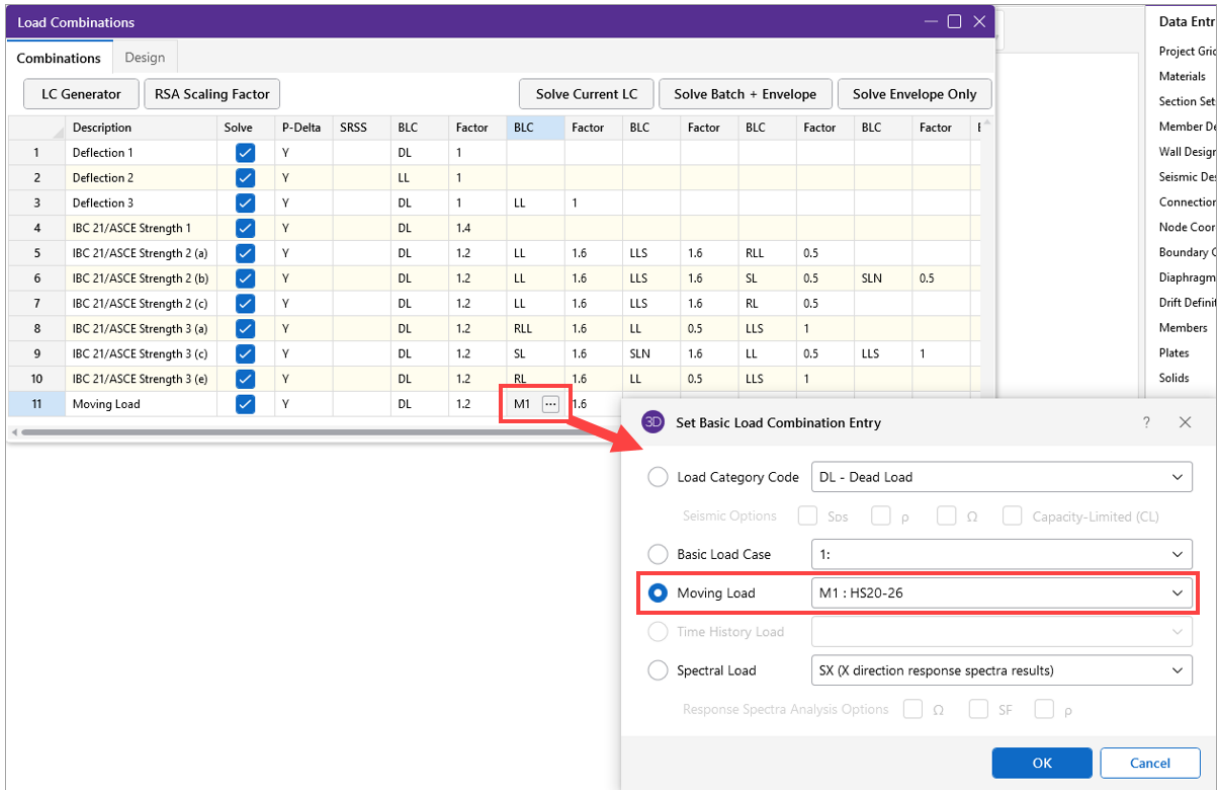 Load Combinations
Combinations Design
LC Generator RSA Scaling Factor Solve Current LC Solve Batch + Envelope Solve Envelope Only
Description Solve P-Delta SRSS BLC Factor BLC Factor BLC Factor BLC Factor BLC Factor
1 Deflection 1 Y DL 1
2 Deflection 2 Y LL 1
3 Deflection 3 Y DL 1 LL 1
4 IBC 21/ASCE Strength 1 Y DL 1.4
5 IBC 21/ASCE Strength 2 (a) Y DL 1.2 LL 1.6 LLS 1.6 RLL 0.5
6 IBC 21/ASCE Strength 2 (b) Y DL 1.2 LL 1.6 LLS 1.6 SL 0.5 SLN 0.5
7 IBC 21/ASCE Strength 2 (c) Y DL 1.2 LL 1.6 LLS 1.6 RL 0.5
8 IBC 21/ASCE Strength 3 (a) Y DL 1.2 RLL 1.6 LL 0.5 LLS 1
9 IBC 21/ASCE Strength 3 (c) Y DL 1.2 SL 1.6 SLN 1.6 LL 0.5 LLS 1
10 IBC 21/ASCE Strength 3 (e) Y DL 1.2 RL 1.6 LL 0.5 LLS 1
11 Moving Load Y DL 1.2 M1 ... 1.6
Data Entr
Project Grid
Materials
Section Set
Member De
Wall Design
Seismic Des
Connection
Node Coor
Boundary C
Diaphragm
Drift Definit
Members
Plates
Solids
3D Set Basic Load Combination Entry ?
Load Category Code DL - Dead Load
Seismic Options SDS ρ Ω Capacity-Limited (CL)
Basic Load Case 1:
Moving Load M1 : HS20-26
Time History Load
Spectral Load SX (X direction response spectra results)
Response Spectra Analysis Options Ω SF ρ
OK Cancel